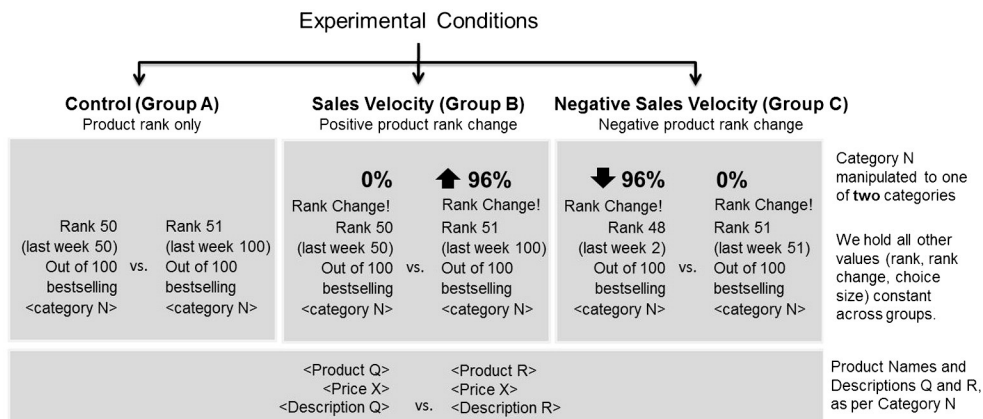 Experimental Conditions
Control (Group A)
Product rank only
Sales Velocity (Group B)
Positive product rank change
Negative Sales Velocity (Group C)
Negative product rank change
Rank 50
(last week 50)
Out of 100
bestselling
<category N>
vs.
Rank 51
(last week 100)
Out of 100
bestselling
<category N>
0%
Rank Change!
Rank 50
(last week 50)
Out of 100
bestselling
<category N>
vs.
96%
Rank Change!
Rank 51
(last week 100)
Out of 100
bestselling
<category N>
96%
Rank Change!
Rank 48
(last week 2)
Out of 100
bestselling
<category N>
vs.
0%
Rank Change!
Rank 51
(last week 51)
Out of 100
bestselling
<category N>
Category N
manipulated to one
of two categories
We hold all other
values (rank, rank
change, choice
size) constant
across groups.
<Product Q>
<Price X>
<Description Q>
vs.
<Product R>
<Price X>
<Description R>
Product Names and
Descriptions Q and R,
as per Category N